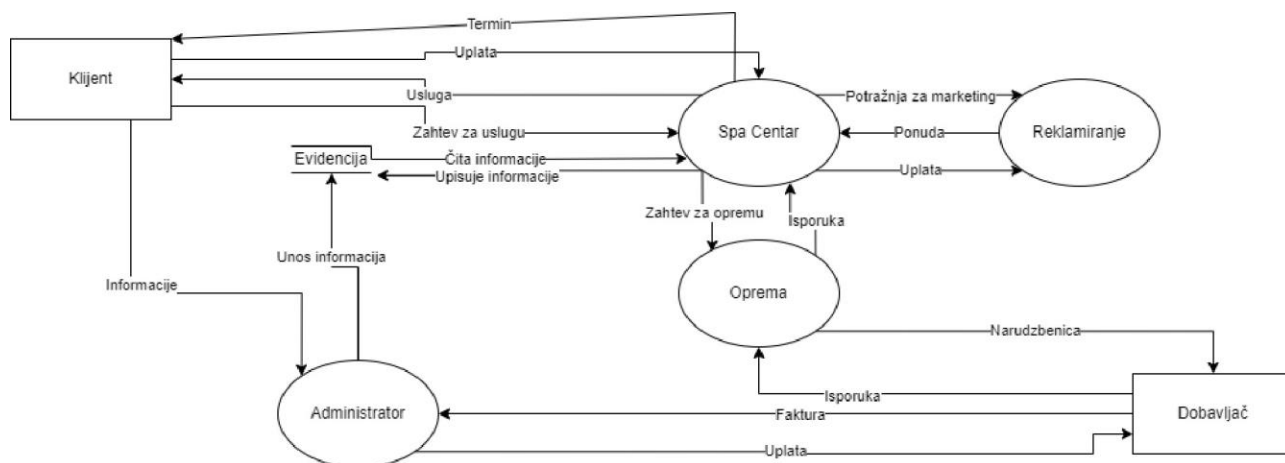 Termin
Uplata
Klijent
Usluga
Potražnja za marketing
Zahtev za uslugu
Spa Centar
Ponuda
Reklamiranje
Evidencija
Čita informacije
Upisuje informacije
Uplata
Zahtev za opremu
Isporuka
Unos informacija
Informacije
Oprema
Narudzbenica
Isporuka
Administrator
Faktura
Dobavljač
Uplata